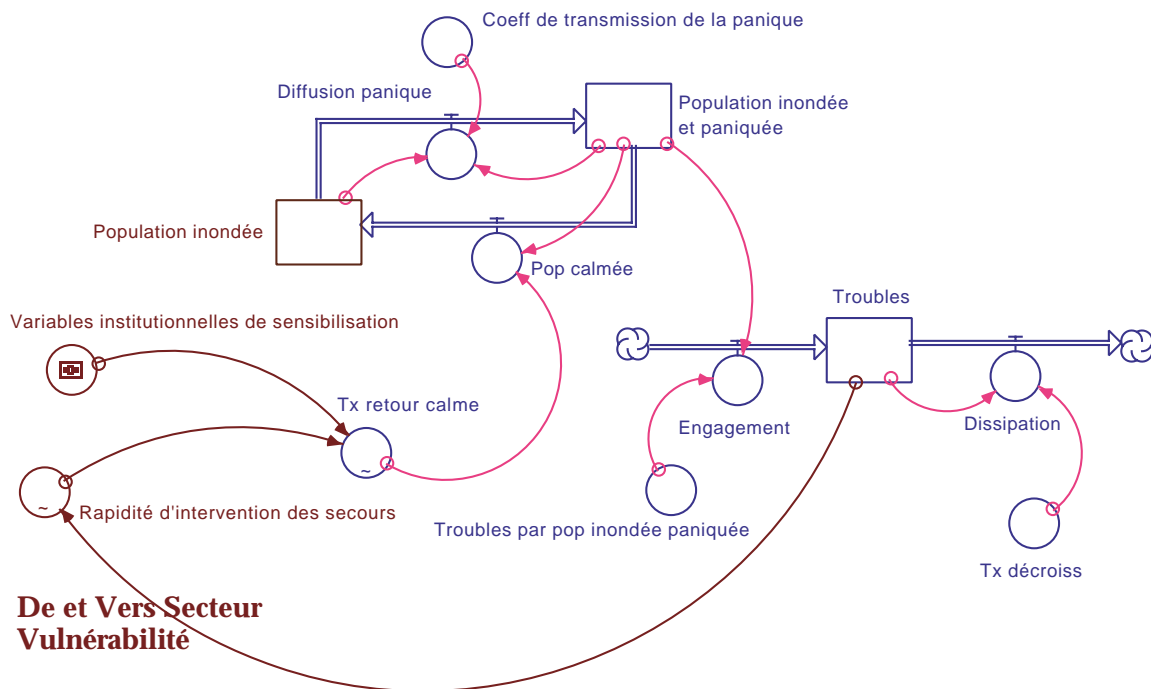 Coeff de transmission de la panique
Diffusion panique
Population inondée
et paniquée
Population inondée
Pop calmée
Troubles
Variables institutionnelles de sensibilisation
Tx retour calme
Engagement
Dissipation
~
~
Rapidité d'intervention des secours
Troubles par pop inondée paniquée
Tx décroiss
De et Vers Secteur
Vulnérabilité